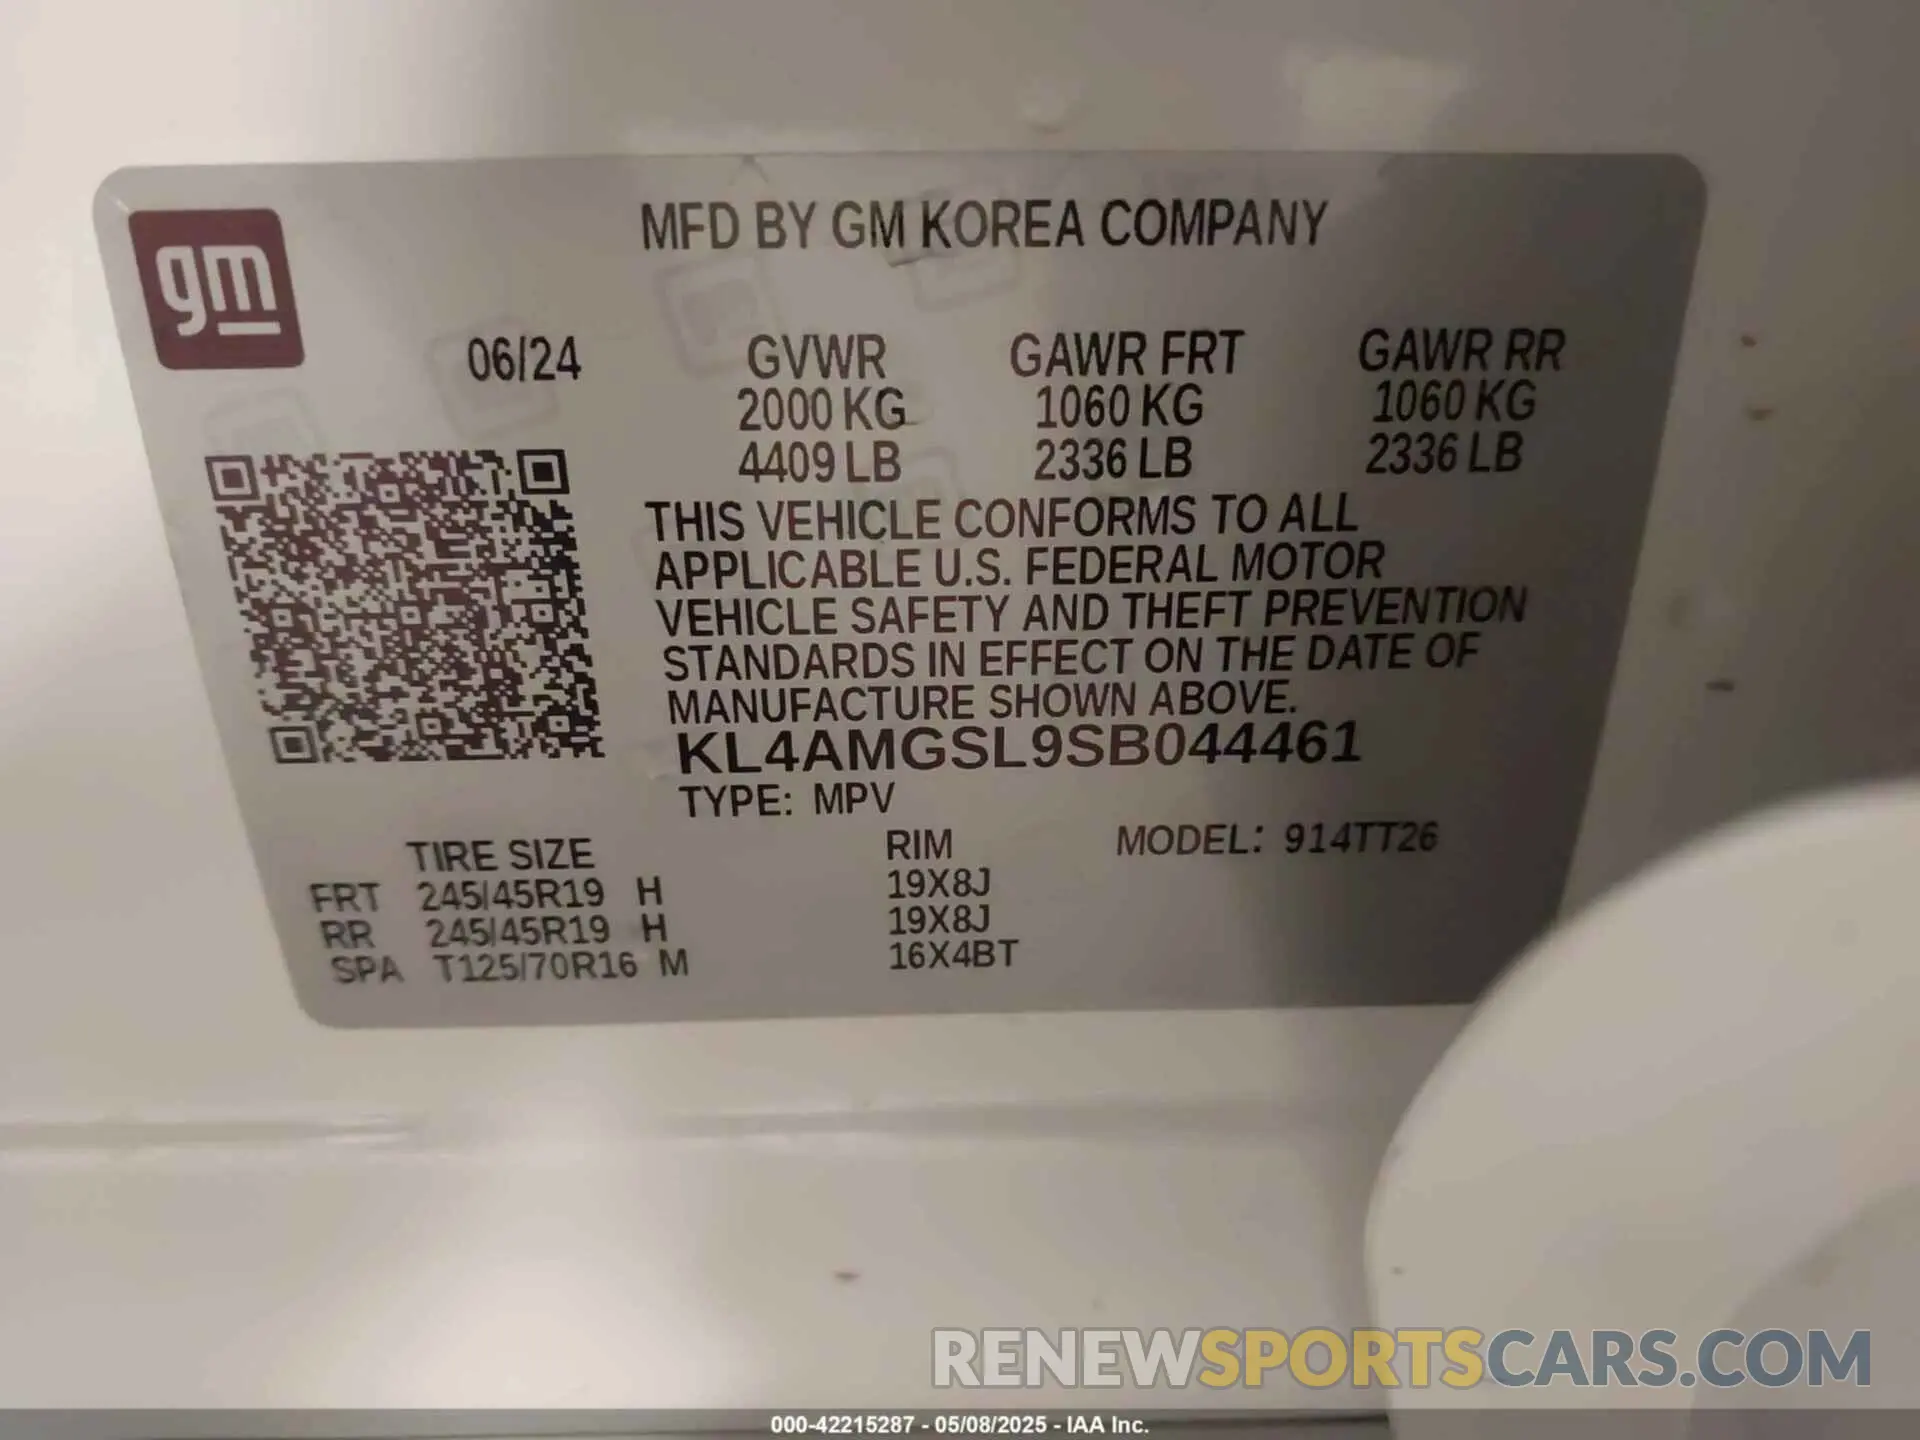 gm
MFD BY GM KOREA COMPANY
06/24 GVWR GAWR FRT GAWR RR
2000 KG 1060 KG 1060 KG
4409 LB 2336 LB 2336 LB
THIS VEHICLE CONFORMS TO ALL
APPLICABLE U.S. FEDERAL MOTOR
VEHICLE SAFETY AND THEFT PREVENTION
STANDARDS IN EFFECT ON THE DATE OF
MANUFACTURE SHOWN ABOVE.
KL4AMGSL9SB044461
TYPE: MPV
TIRE SIZE RIM MODEL: 914TT26
FRT 245/45R19 H 19X8J
RR 245/45R19 H 19X8J
SPA T125/70R16 M 16X4BT
RENEWSPORTSCARS.COM
000-42215287 - 05/08/2025 - IAA Inc.